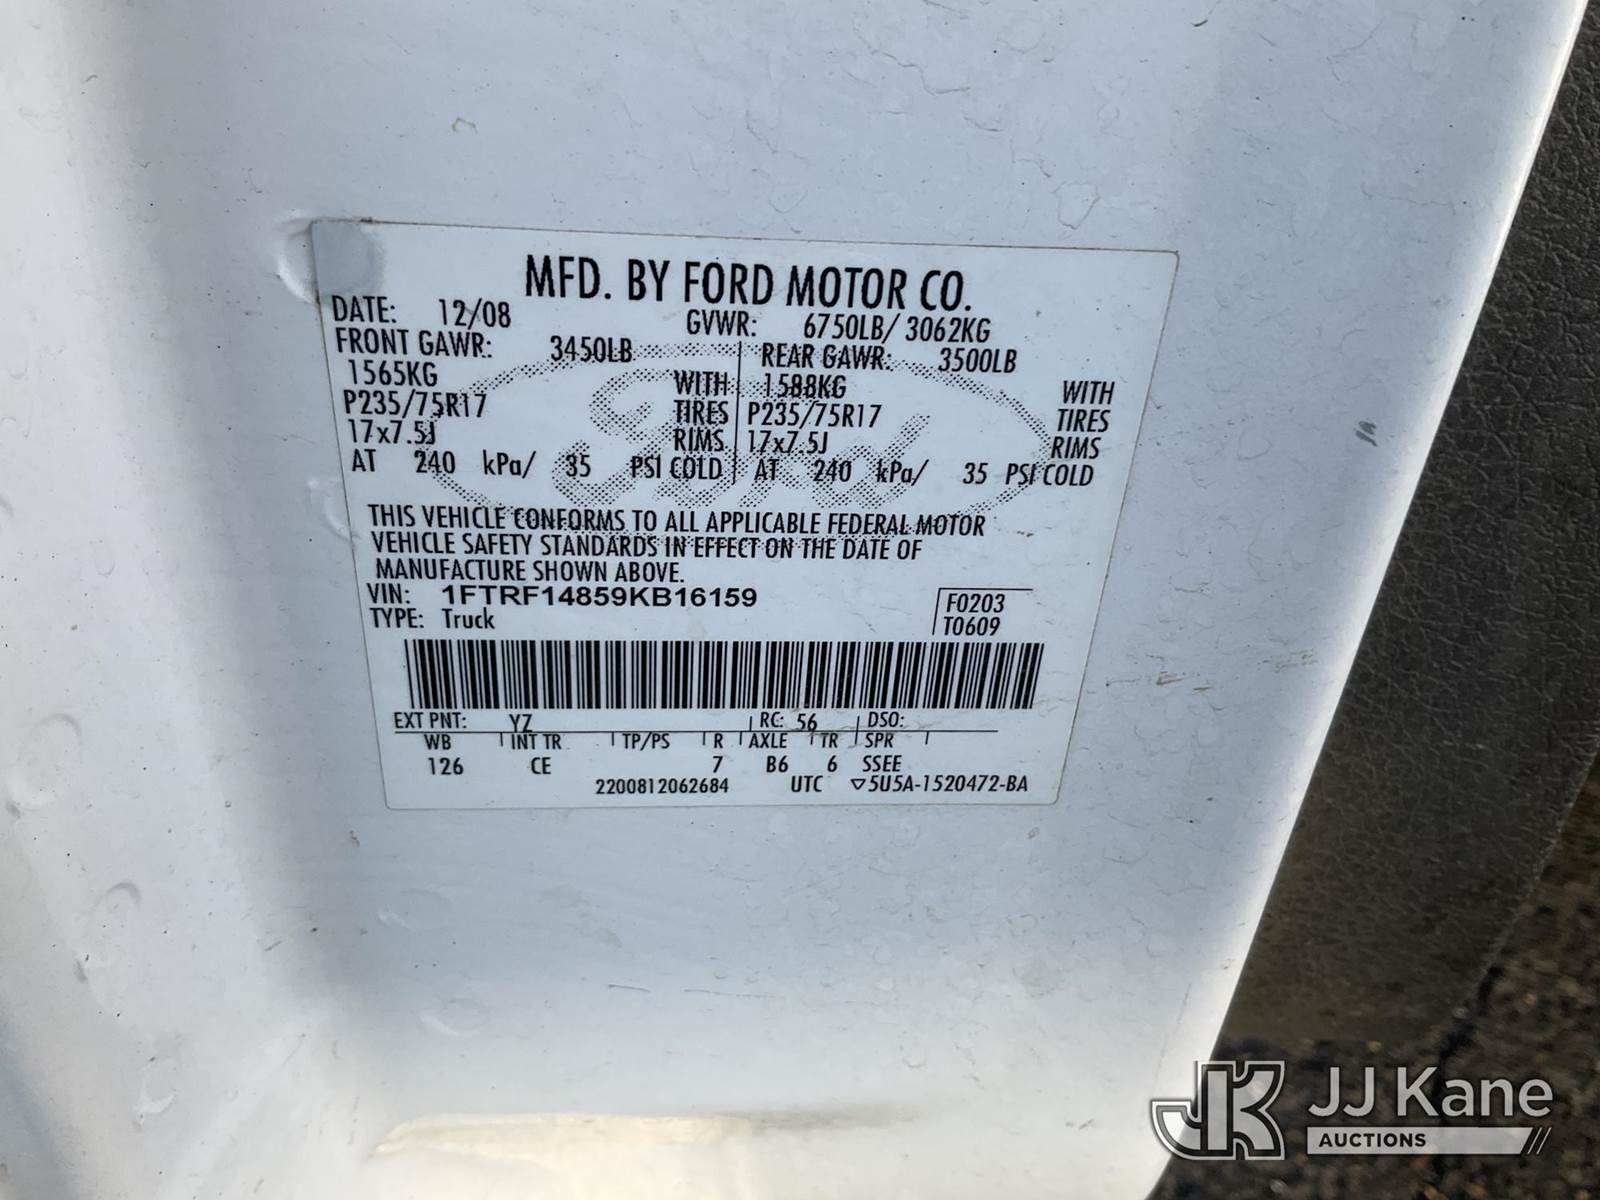 MFD. BY FORD MOTOR CO.
DATE: 12/08 GVWR: 6750LB/ 3062KG
FRONT GAWR: 3450LB REAR GAWR: 3500LB
1565KG WITH 1588KG WITH
P235/75R17 TIRES P235/75R17 TIRES
17x7.5J RIMS 17x7.5J RIMS
AT 240 kPa/ 35 PSI COLD AT 240 kPa/ 35 PSI COLD
Ford
THIS VEHICLE CONFORMS TO ALL APPLICABLE FEDERAL MOTOR
VEHICLE SAFETY STANDARDS IN EFFECT ON THE DATE OF
MANUFACTURE SHOWN ABOVE.
VIN: 1FTRF14859KB16159 F0203
TYPE: Truck T0609
EXT PNT: YZ RC: 56 DSO:
WB INT TR TP/PS R AXLE TR SPR
126 CE 7 B6 6 SSEE
2200812062684 UTC ▽5U5A-1520472-BA
JK JJ Kane
AUCTIONS